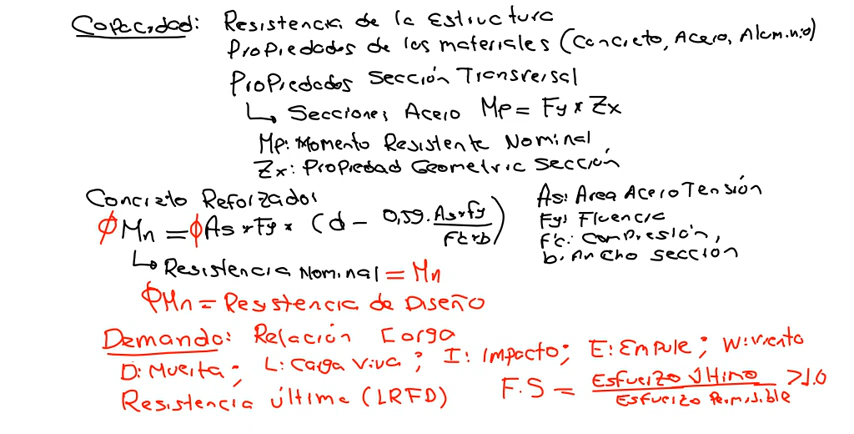 Capacidad: Resistencia de la Estructura
Propiedades de los materiales (Concreto, Acero, Aluminio)
Propiedades Sección Transversal
↳ Secciones Acero Mp = Fy * Zx
Mp: Momento Resistente Nominal
Zx: Propiedad Geometric Sección
Concreto Reforzado:
ϕMn = ϕAs * Fy * (d - 0,59 · As*fy / F'c*b)
As: Area Acero Tensión
Fy: Fluencia
F'c: Compresión,
b: Ancho sección
↳ Resistencia Nominal = Mn
ϕMn = Resistencia de Diseño
Demanda: Relación Carga
D: Muerta; L: Carga Viva; I: Impacto; E: Empuje; W: Viento
Resistencia última (LRFD)
F.S = Esfuerzo Ultimo / Esfuerzo Permisible > 1.0